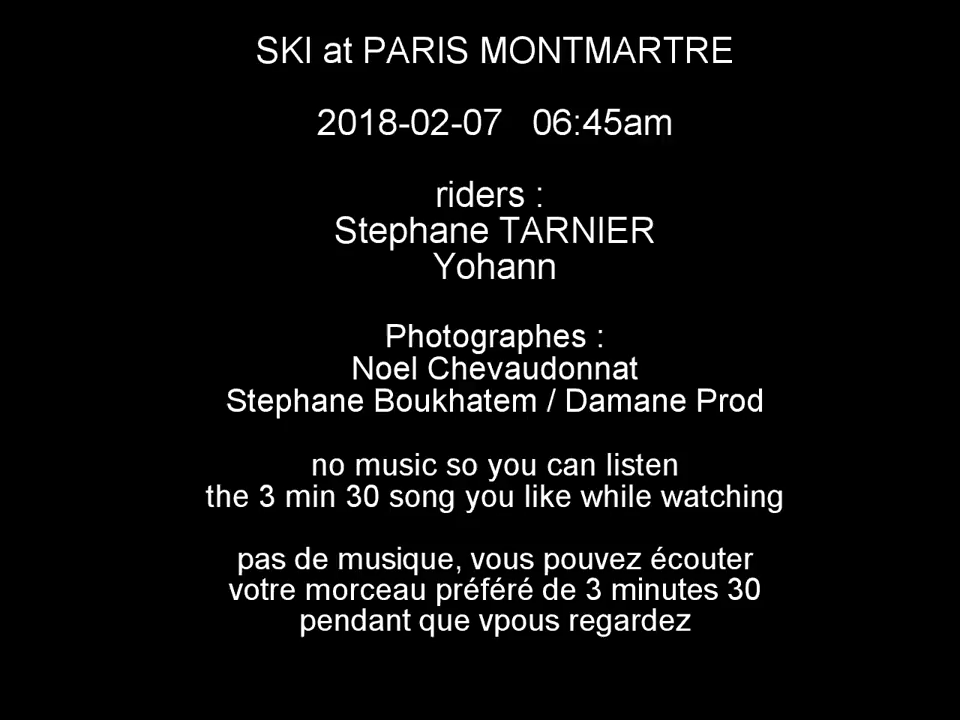 SKI at PARIS MONTMARTRE
2018-02-07 06:45am
riders :
Stephane TARNIER
Yohann
Photographes :
Noel Chevaudonnat
Stephane Boukhatem / Damane Prod
no music so you can listen
the 3 min 30 song you like while watching
pas de musique, vous pouvez écouter
votre morceau préféré de 3 minutes 30
pendant que vpous regardez